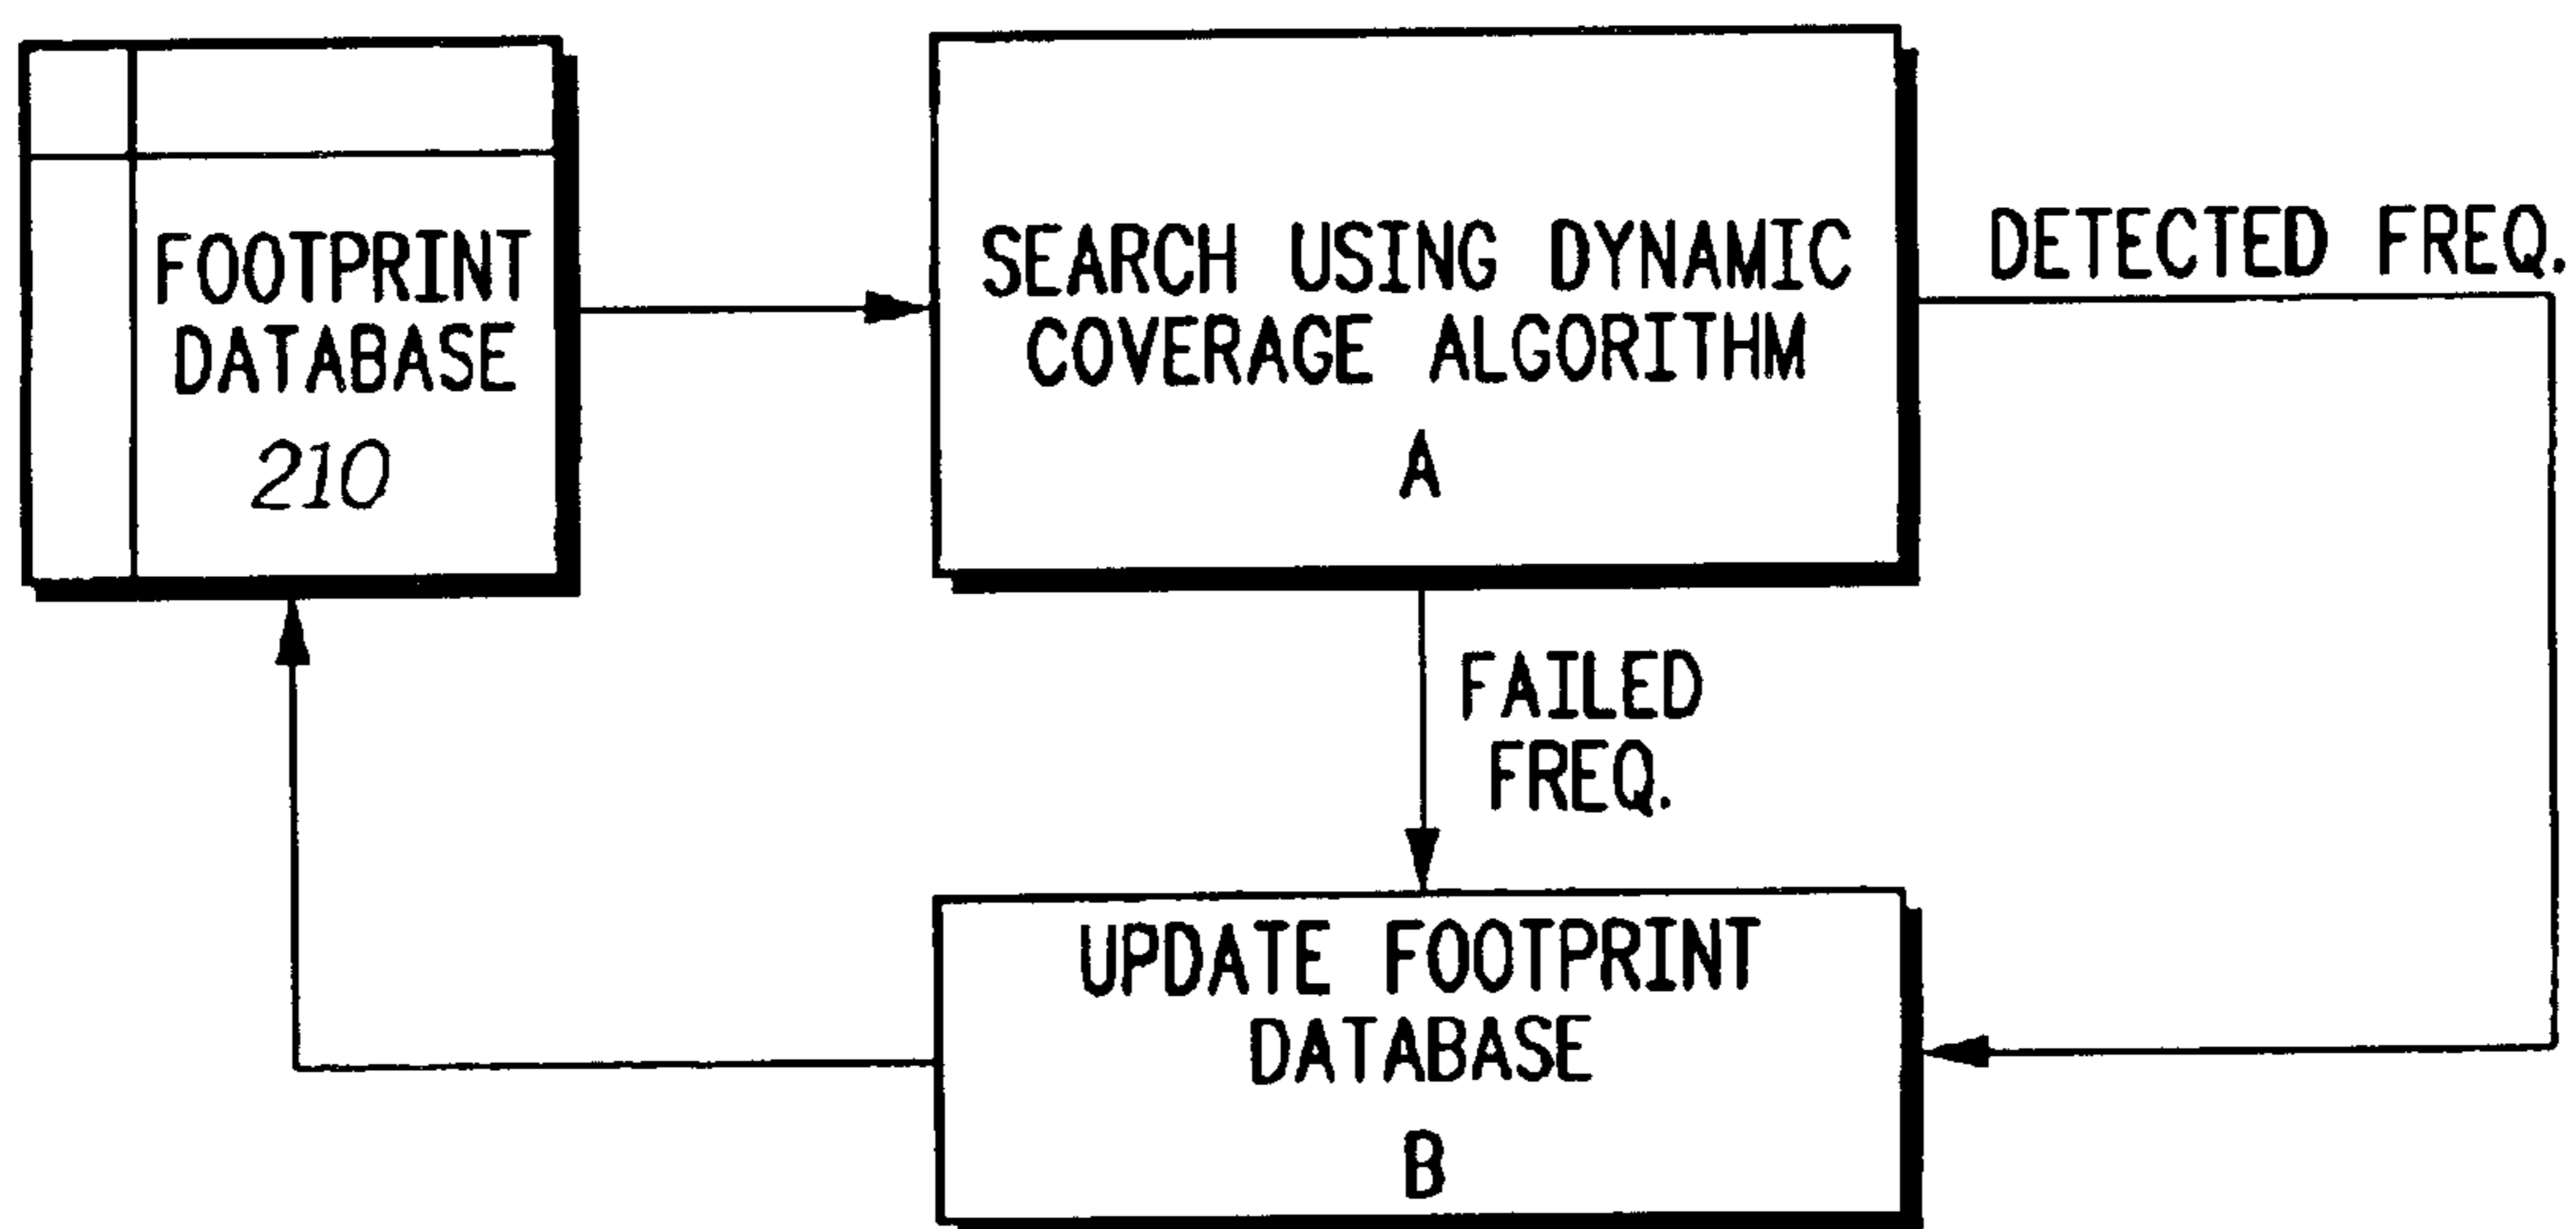 FOOTPRINT
DATABASE
210
SEARCH USING DYNAMIC
COVERAGE ALGORITHM
A
DETECTED FREQ.
FAILED
FREQ.
UPDATE FOOTPRINT
DATABASE
B